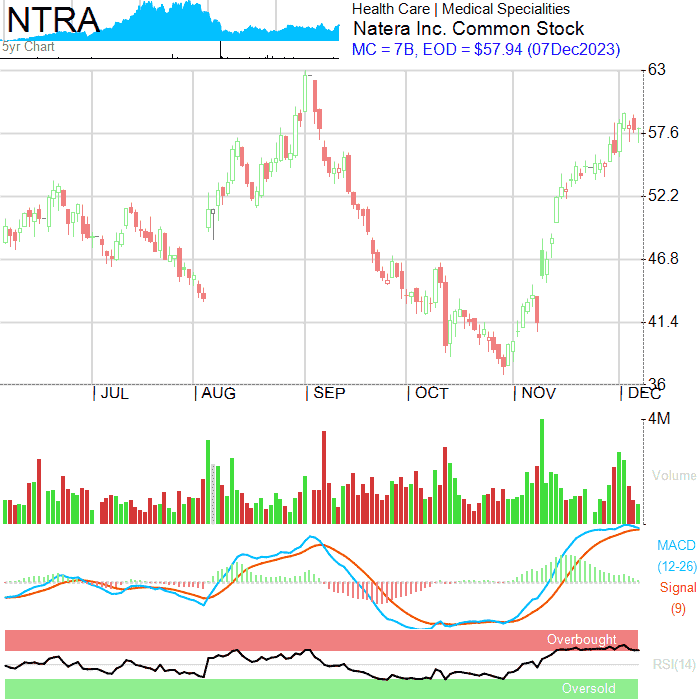 NTRA
5yr Chart
Health Care | Medical Specialities
Natera Inc. Common Stock
MC = 7B, EOD = $57.94 (07Dec2023)
63
57.6
52.2
46.8
41.4
36
JUL
AUG
SEP
OCT
NOV
DEC
4M
Volume
MACD
(12-26)
Signal
(9)
Overbought
RSI(14)
Oversold